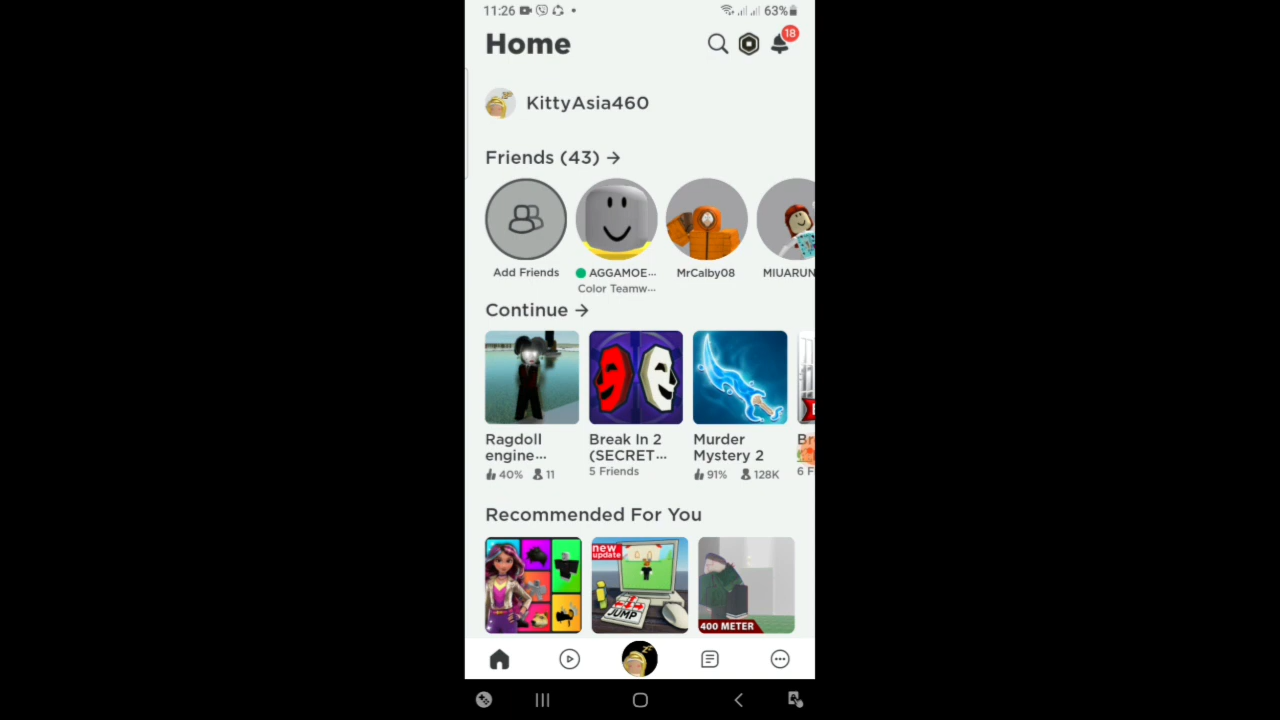 11:26
63%
Home
18
KittyAsia460
Friends (43) →
Add Friends
AGGAMOE...
Color Teamw...
MrCalby08
MIUARUN
Continue →
Ragdoll
engine...
40% 11
Break In 2
(SECRET...
5 Friends
Murder
Mystery 2
91% 128K
Br
6 F
Recommended For You
new
update
JUMP
400 METER